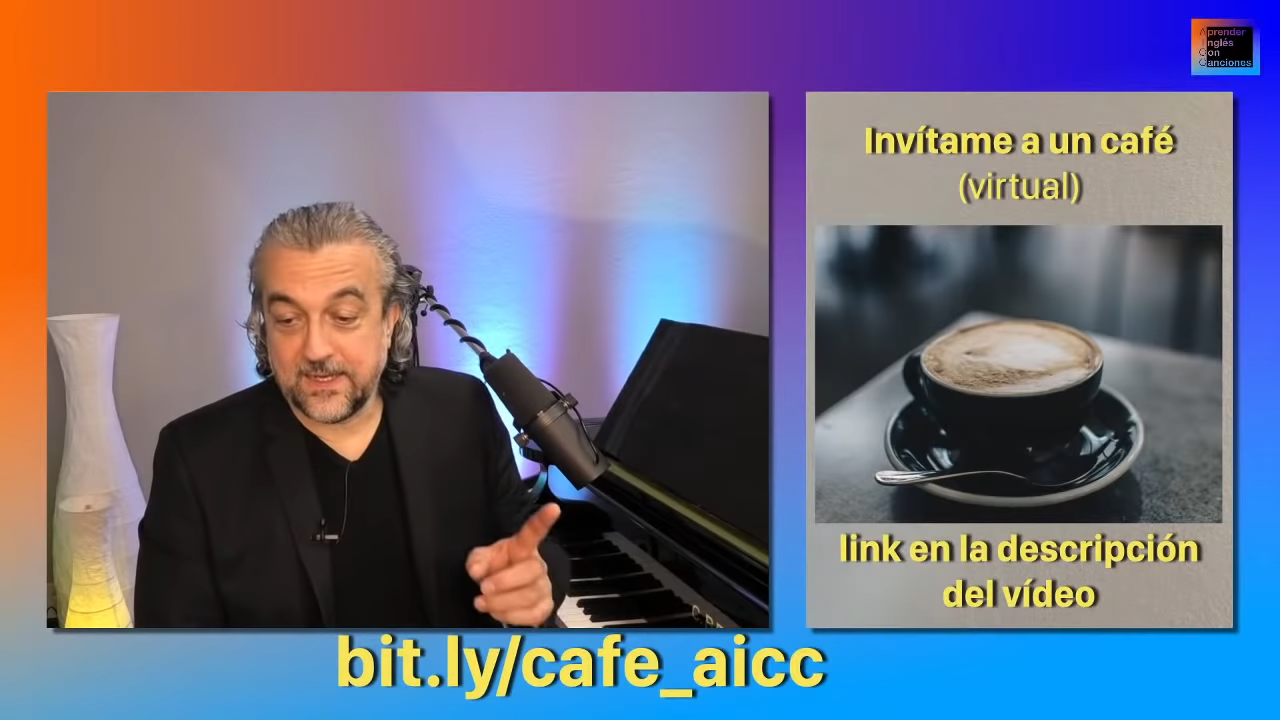 Aprender
Inglés
Con
Canciones
Invítame a un café
(virtual)
link en la descripción
del vídeo
bit.ly/cafe_aicc